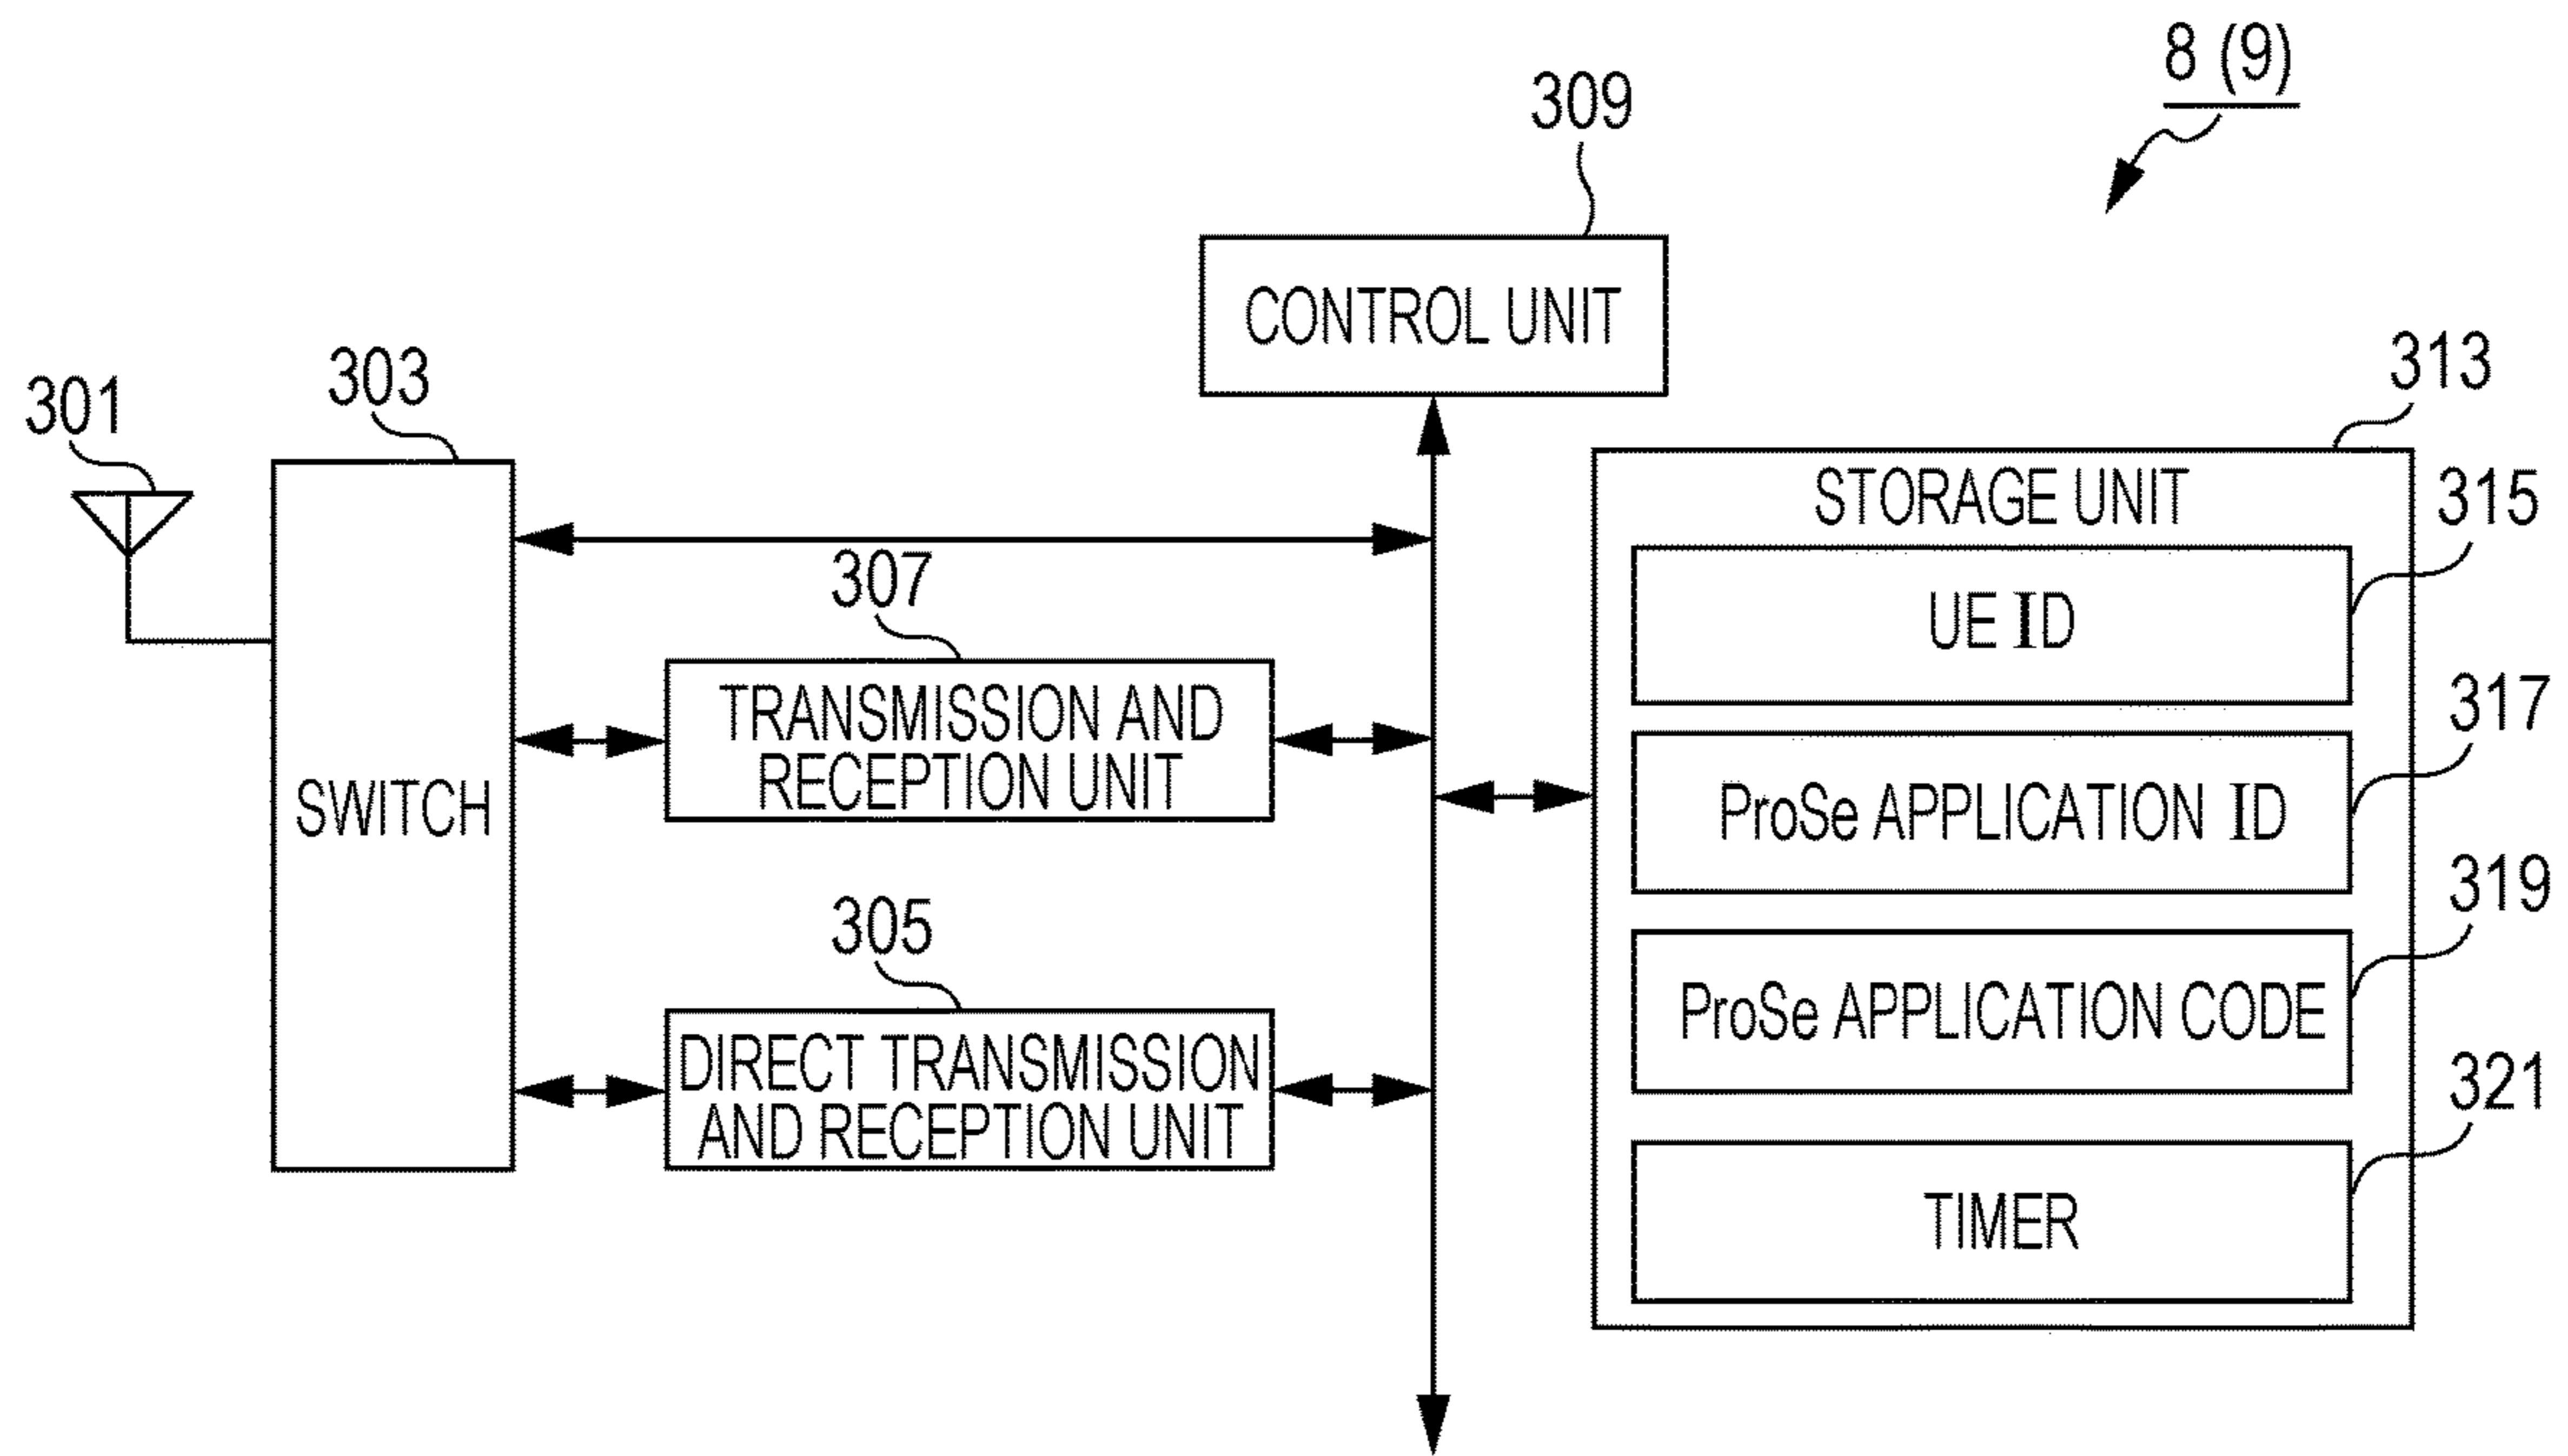 8 (9)
309
CONTROL UNIT
301
303
SWITCH
307
TRANSMISSION AND
RECEPTION UNIT
305
DIRECT TRANSMISSION
AND RECEPTION UNIT
313
STORAGE UNIT
315
UE ID
317
ProSe APPLICATION ID
319
ProSe APPLICATION CODE
321
TIMER